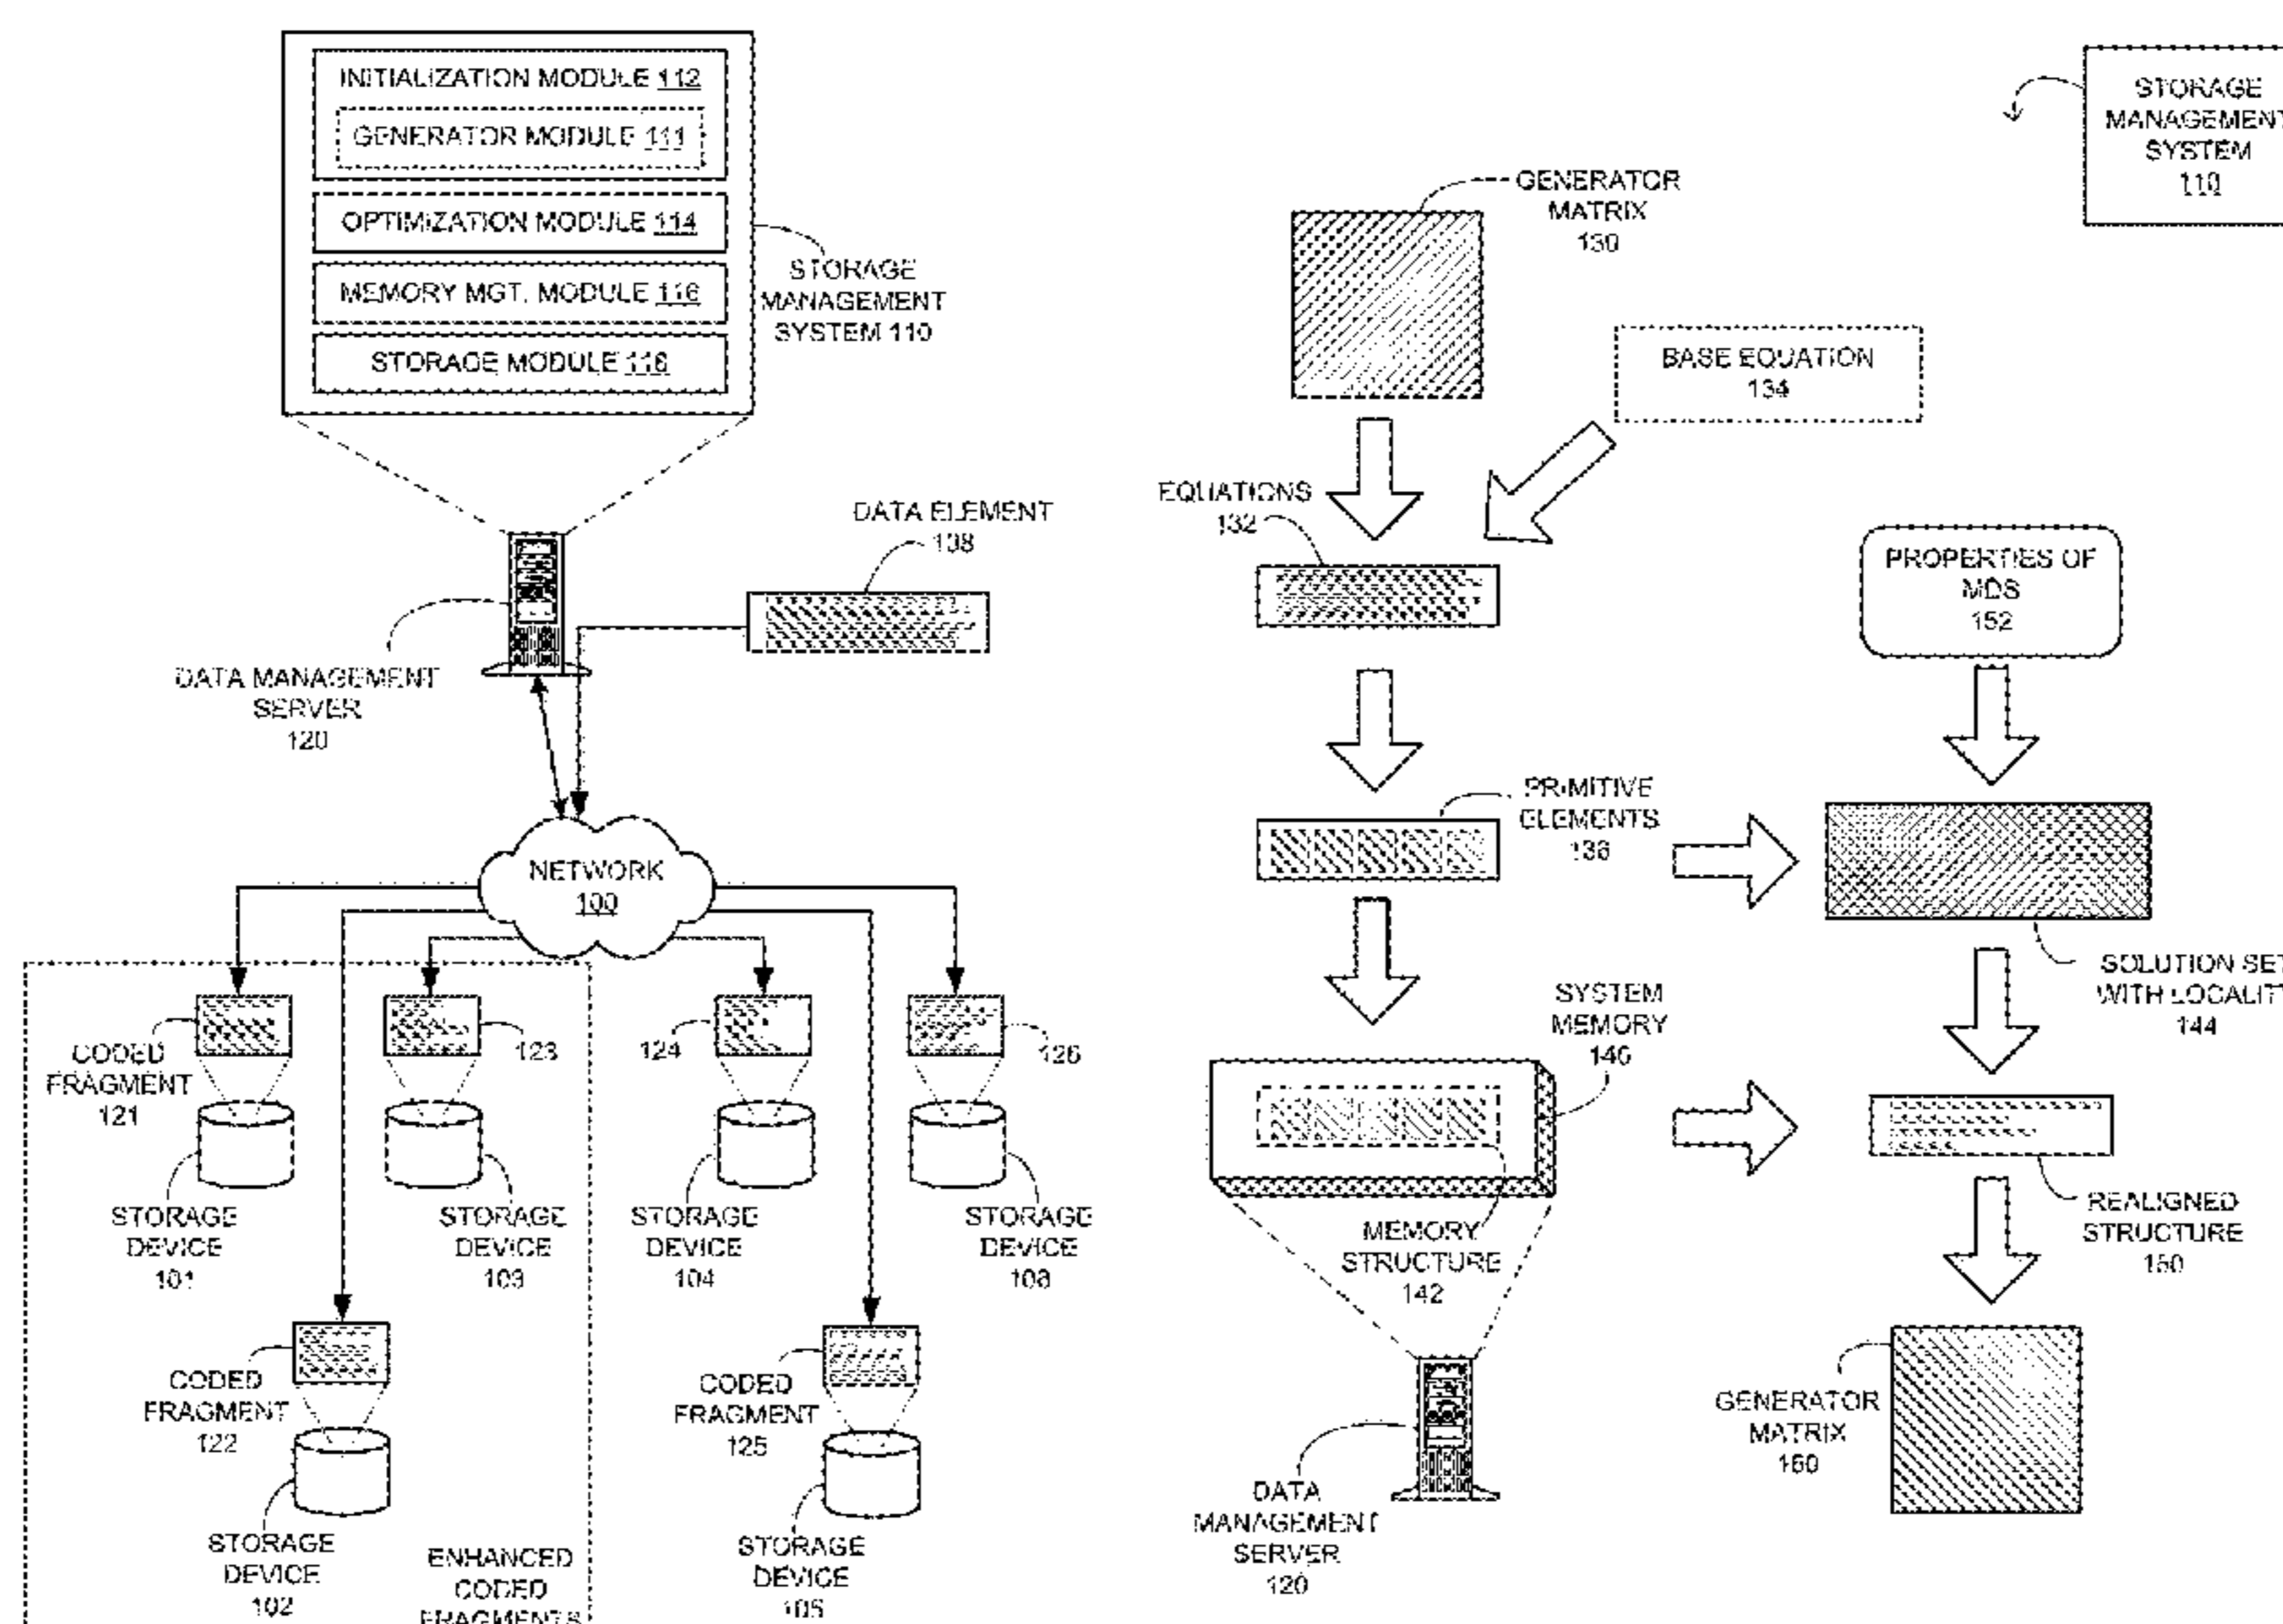 INITIALIZATION MODULE 112
GENERATOR MODULE 111
OPTIMIZATION MODULE 114
MEMORY MGT. MODULE 116
STORAGE MODULE 118
STORAGE
MANAGEMENT
SYSTEM 110
DATA ELEMENT
108
DATA MANAGEMENT
SERVER
120
NETWORK
100
CODED
FRAGMENT
121
123
124
126
STORAGE
DEVICE
101
STORAGE
DEVICE
103
STORAGE
DEVICE
104
STORAGE
DEVICE
106
CODED
FRAGMENT
122
CODED
FRAGMENT
125
STORAGE
DEVICE
102
ENHANCED
CODED
FRAGMENTS
STORAGE
DEVICE
105
STORAGE
MANAGEMENT
SYSTEM
110
GENERATOR
MATRIX
130
BASE EQUATION
134
EQUATIONS
132
PROPERTIES OF
MDS
152
PRIMITIVE
ELEMENTS
136
SOLUTION SET
WITH LOCALIT
144
SYSTEM
MEMORY
140
MEMORY
STRUCTURE
142
REALIGNED
STRUCTURE
150
GENERATOR
MATRIX
160
DATA
MANAGEMENT
SERVER
120